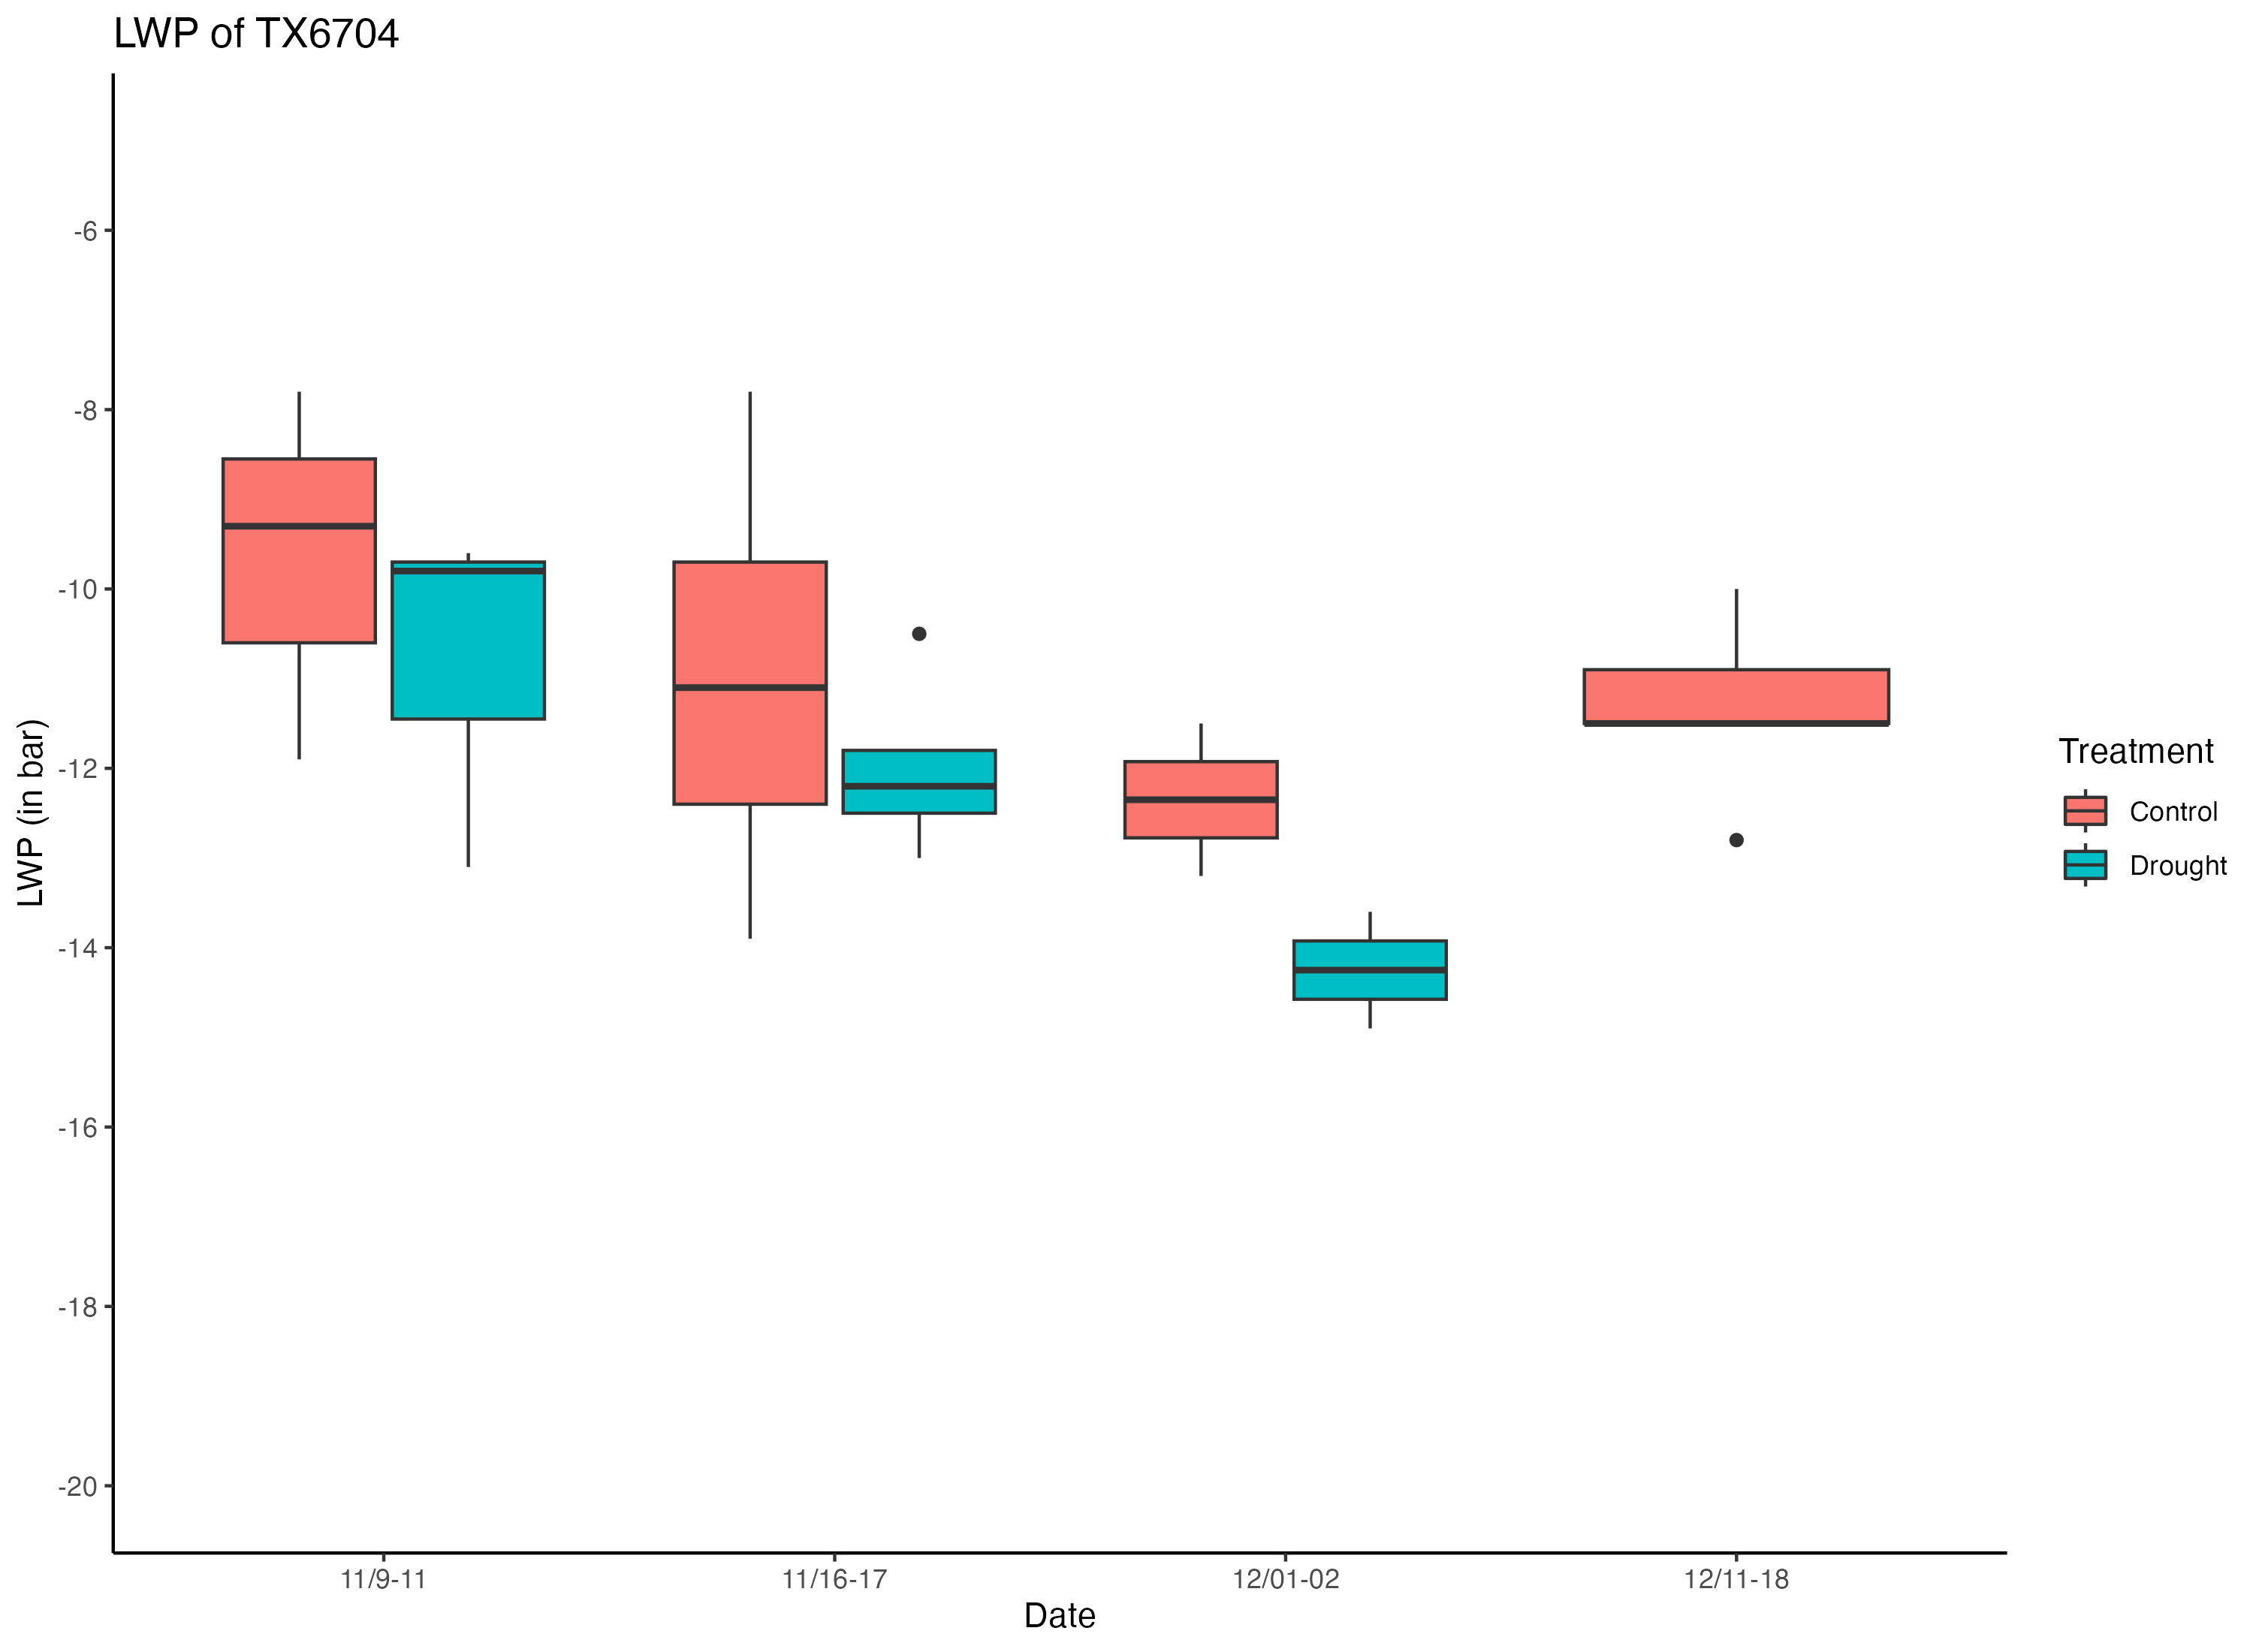 LWP of TX6704
LWP (in bar)
-6
-8
-10
-12
-14
-16
-18
-20
11/9-11
11/16-17
12/01-02
12/11-18
Date
Treatment
Control
Drought